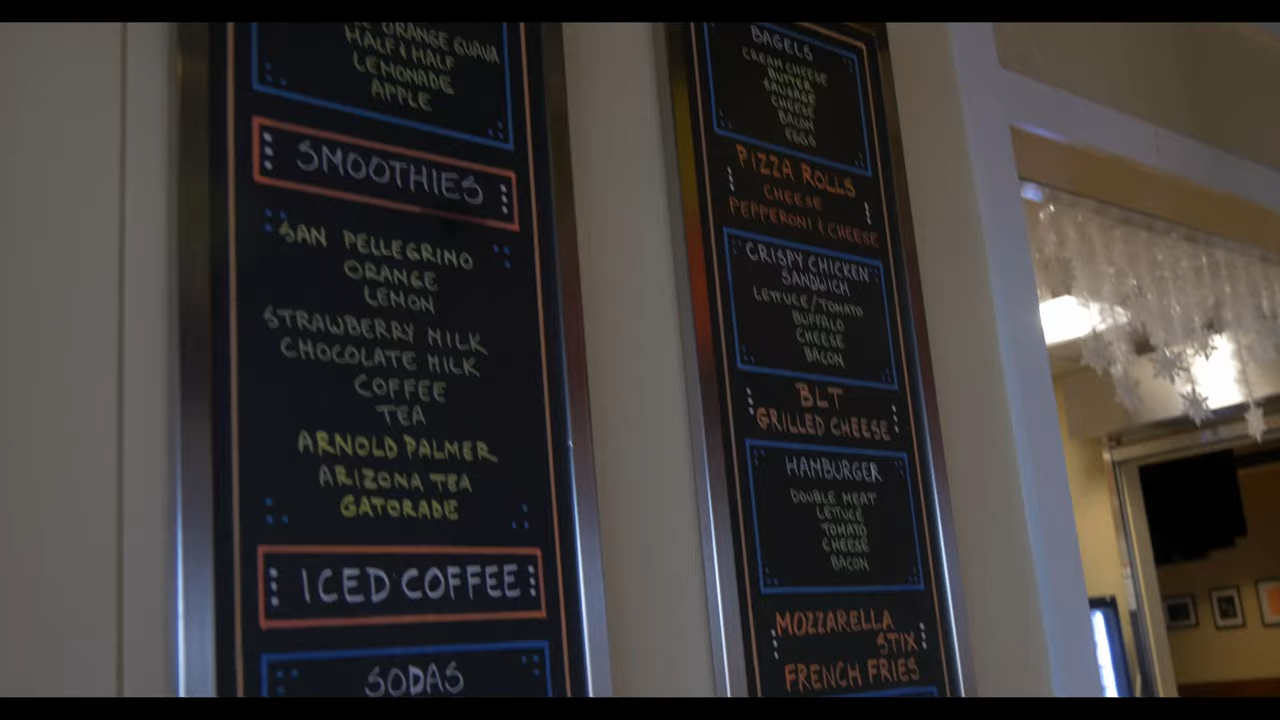 ORANGE GUAVA
HALF & HALF
LEMONADE
APPLE
SMOOTHIES
SAN PELLEGRINO
ORANGE
LEMON
STRAWBERRY MILK
CHOCOLATE MILK
COFFEE
TEA
ARNOLD PALMER
ARIZONA TEA
GATORADE
ICED COFFEE
SODAS
BAGELS
CREAM CHEESE
BUTTER
SAUSAGE
CHEESE
BACON
EGGS
PIZZA ROLLS
CHEESE
PEPPERONI & CHEESE
CRISPY CHICKEN
SANDWICH
LETTUCE/TOMATO
BUFFALO
CHEESE
BACON
BLT
GRILLED CHEESE
HAMBURGER
DOUBLE MEAT
LETTUCE
TOMATO
CHEESE
BACON
MOZZARELLA
STIX
FRENCH FRIES